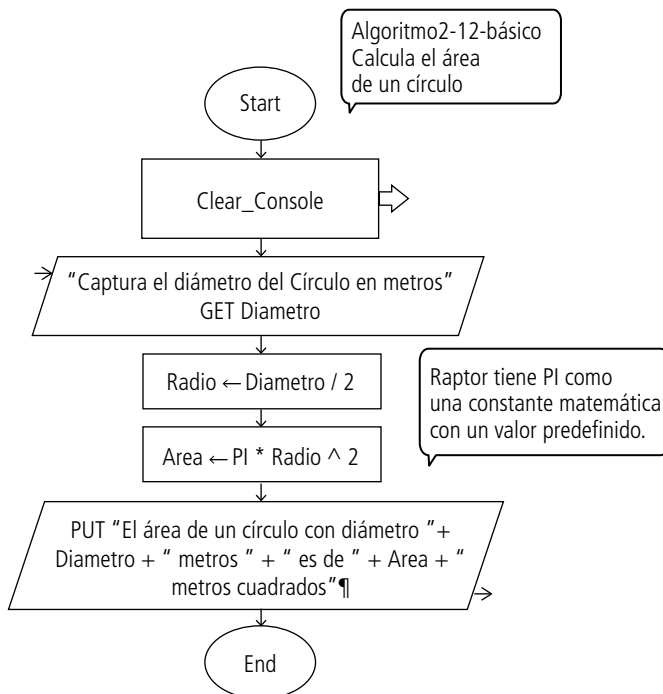 Algoritmo2-12-básico
Calcula el área
de un círculo
Start
Clear_Console
"Captura el diámetro del Círculo en metros"
GET Diametro
Radio ← Diametro / 2
Raptor tiene PI como
una constante matemática
con un valor predefinido.
Area ← PI * Radio ^ 2
PUT "El área de un círculo con diámetro "+
Diametro + " metros " + " es de " + Area + "
metros cuadrados"¶
End